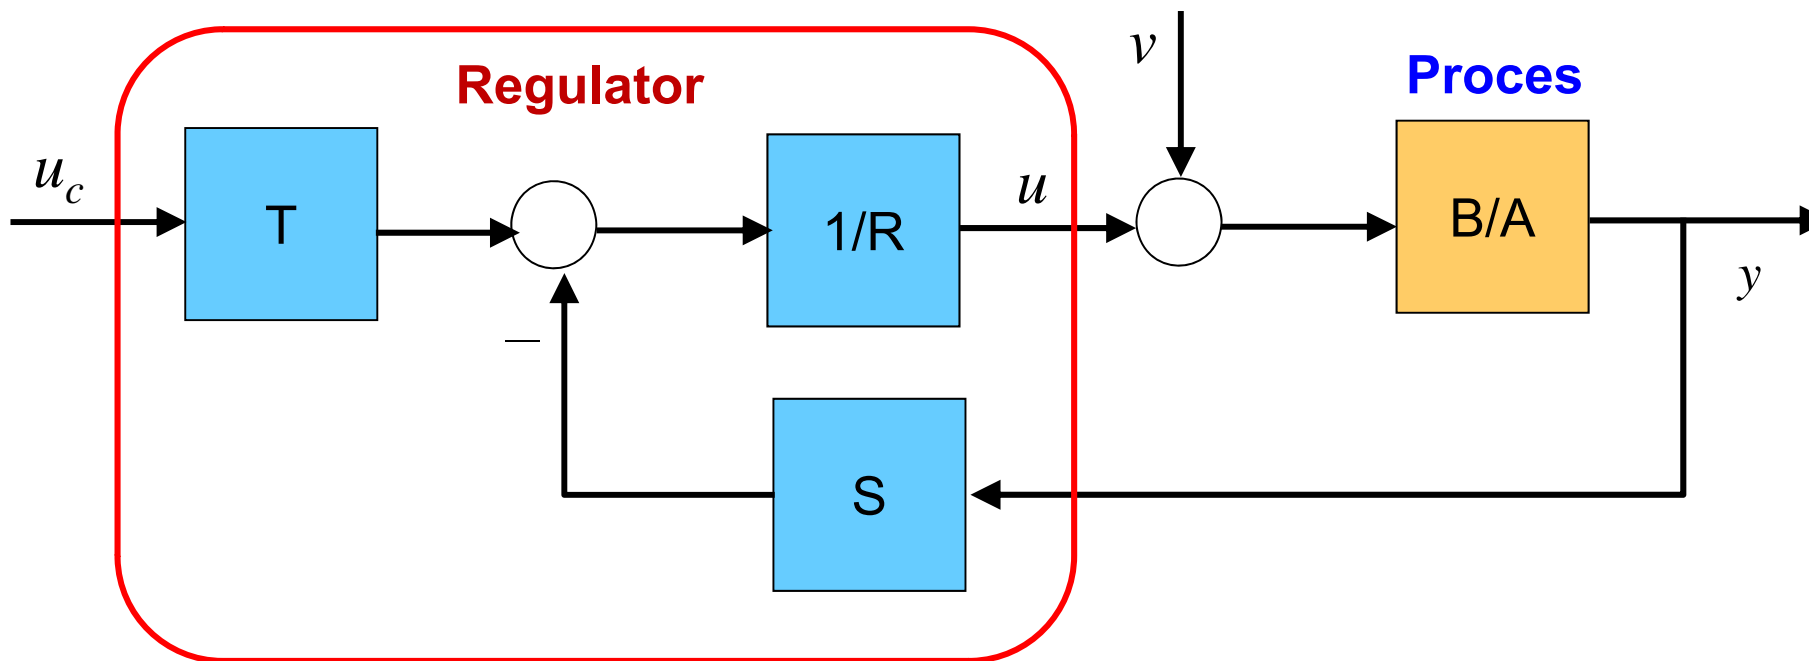 Regulator
v
Proces
u_c
T
1/R
u
B/A
y
−
S